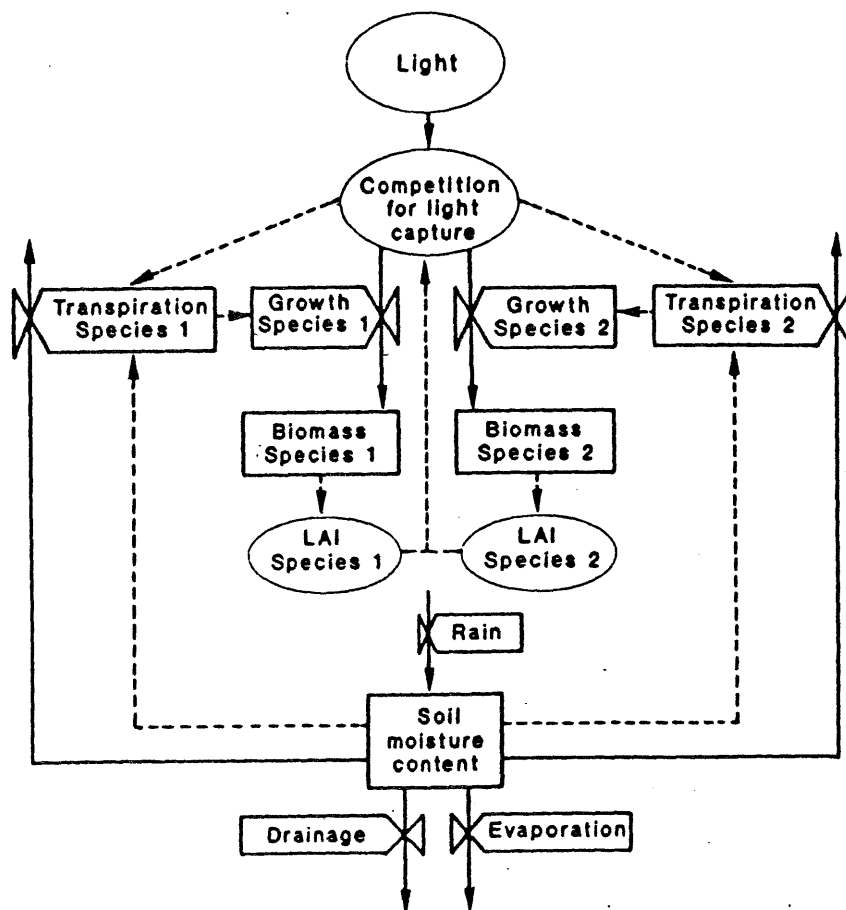 Light
Competition
for light
capture
Transpiration
Species 1
Growth
Species 1
Growth
Species 2
Transpiration
Species 2
Biomass
Species 1
Biomass
Species 2
LAI
Species 1
LAI
Species 2
Rain
Soil
moisture
content
Drainage
Evaporation